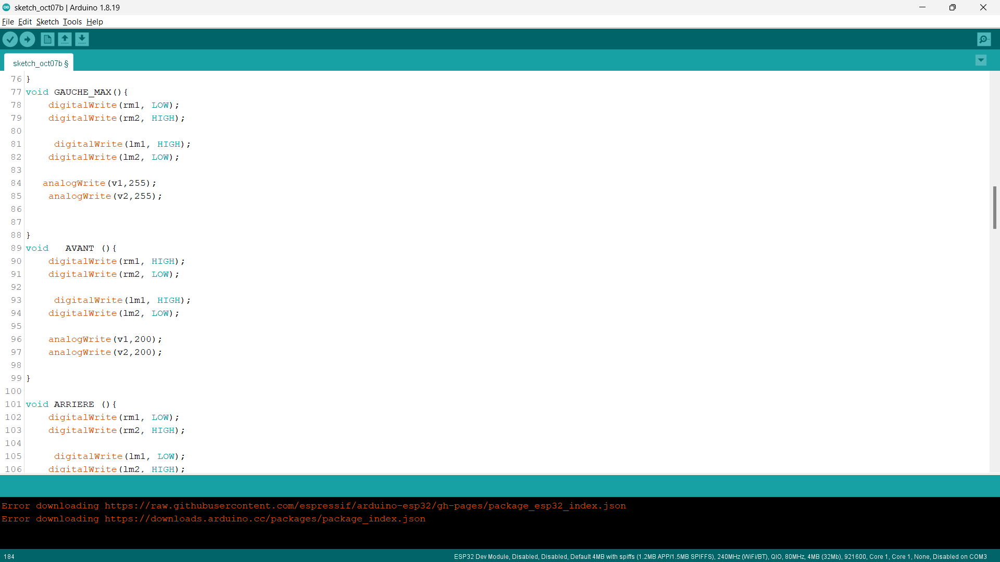 sketch_oct07b | Arduino 1.8.19
File Edit Sketch Tools Help
sketch_oct07b §
76 }
77 void GAUCHE_MAX(){
78 digitalWrite(rm1, LOW);
79 digitalWrite(rm2, HIGH);
80
81 digitalWrite(lm1, HIGH);
82 digitalWrite(lm2, LOW);
83
84 analogWrite(v1,255);
85 analogWrite(v2,255);
86
87
88 }
89 void   AVANT (){
90 digitalWrite(rm1, HIGH);
91 digitalWrite(rm2, LOW);
92
93 digitalWrite(lm1, HIGH);
94 digitalWrite(lm2, LOW);
95
96 analogWrite(v1,200);
97 analogWrite(v2,200);
98
99 }
100
101 void ARRIERE (){
102 digitalWrite(rm1, LOW);
103 digitalWrite(rm2, HIGH);
104
105 digitalWrite(lm1, LOW);
106 digitalWrite(lm2, HIGH);
Error downloading https://raw.githubusercontent.com/espressif/arduino-esp32/gh-pages/package_esp32_index.json
Error downloading https://downloads.arduino.cc/packages/package_index.json
184 ESP32 Dev Module, Disabled, Disabled, Default 4MB with spiffs (1.2MB APP/1.5MB SPIFFS), 240MHz (WiFi/BT), QIO, 80MHz, 4MB (32Mb), 921600, Core 1, Core 1, None, Disabled on COM3